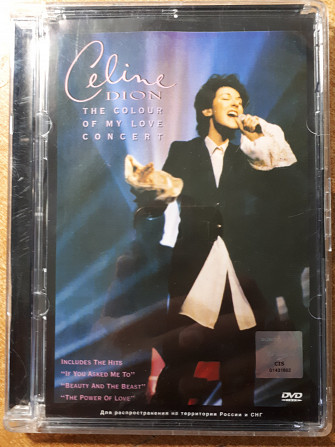 Celine
DION
THE COLOUR
OF MY LOVE
CONCERT
INCLUDES THE HITS
"IF YOU ASKED ME TO"
"BEAUTY AND THE BEAST"
"THE POWER OF LOVE"
DVD
Для распространения на территории России и СНГ